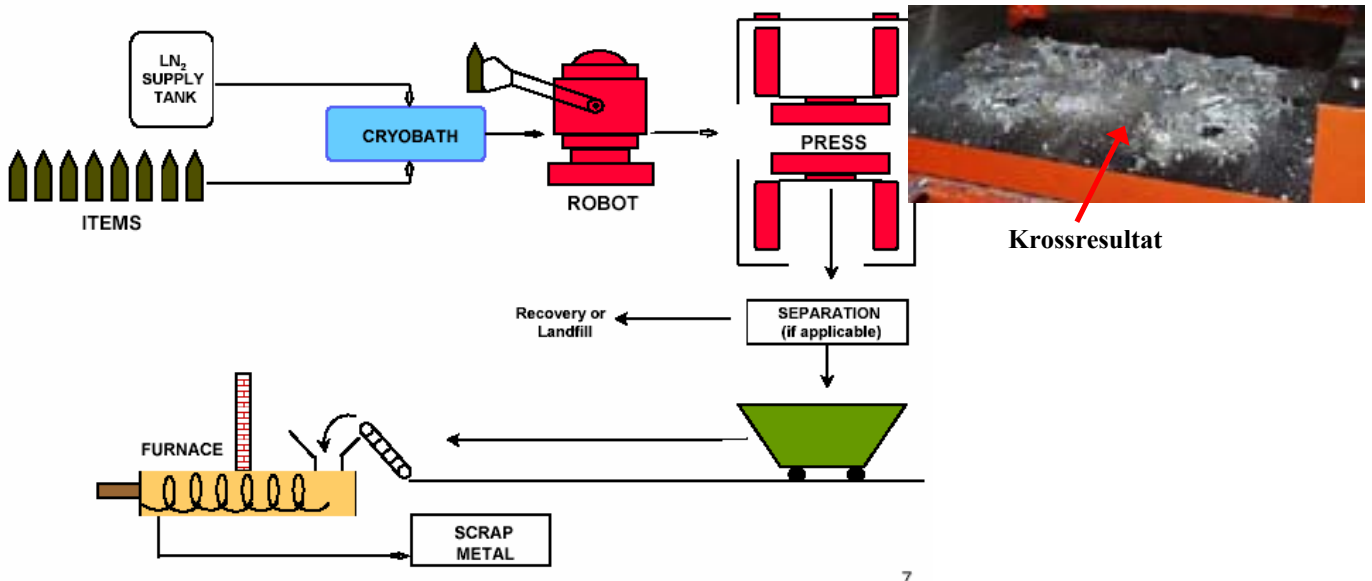 LN₂
SUPPLY
TANK
CRYOBATH
ITEMS
ROBOT
PRESS
Krossresultat
Recovery or
Landfill
SEPARATION
(if applicable)
FURNACE
SCRAP
METAL
7